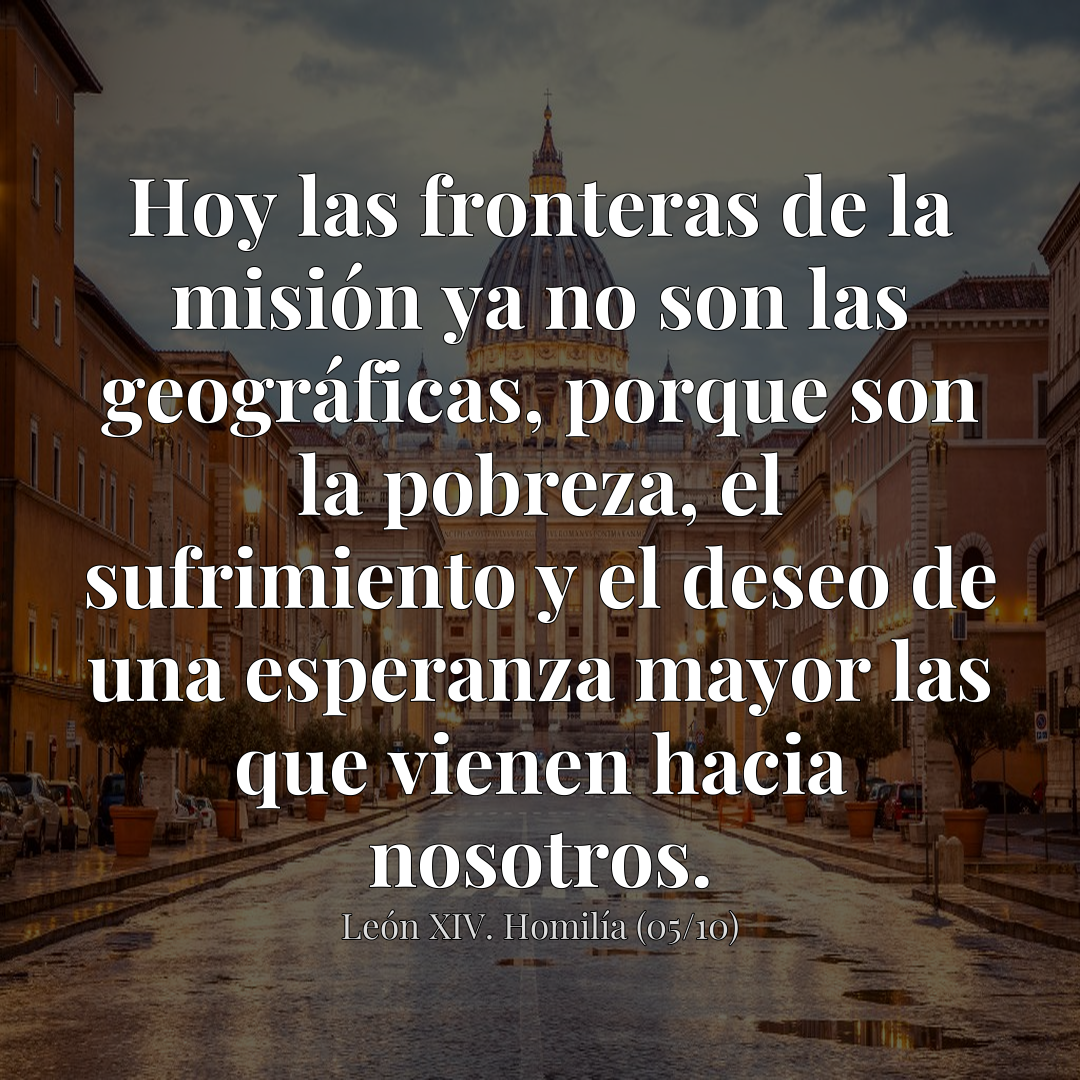 Hoy las fronteras de la
misión ya no son las
geográficas, porque son
la pobreza, el
sufrimiento y el deseo de
una esperanza mayor las
que vienen hacia
nosotros.
León XIV. Homilía (05/10)